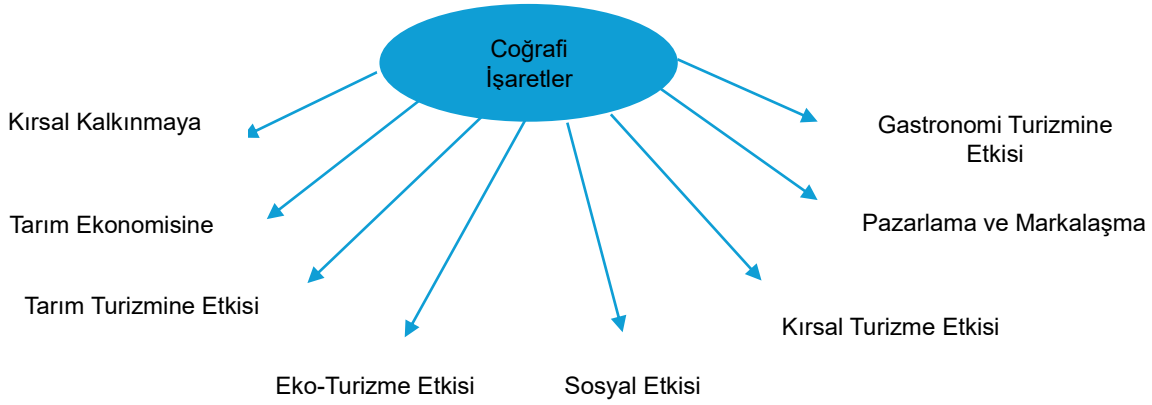 Coğrafi
İşaretler
Kırsal Kalkınmaya
Gastronomi Turizmine
Etkisi
Tarım Ekonomisine
Pazarlama ve Markalaşma
Tarım Turizmine Etkisi
Kırsal Turizme Etkisi
Eko-Turizme Etkisi
Sosyal Etkisi